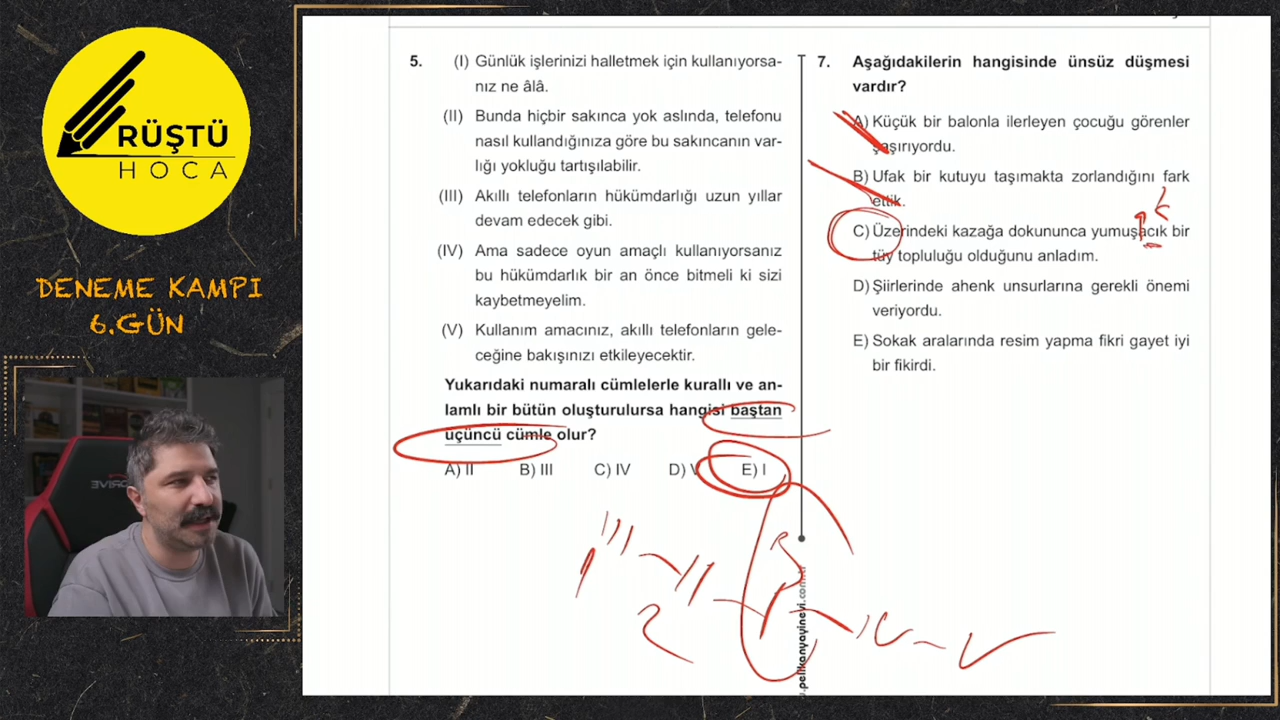 RÜŞTÜ
HOCA
DENEME KAMPI
6.GÜN
5. (I) Günlük işlerinizi halletmek için kullanıyorsa-
nız ne âlâ.
(II) Bunda hiçbir sakınca yok aslında, telefonu
nasıl kullandığınıza göre bu sakıncanın var-
lığı yokluğu tartışılabilir.
(III) Akıllı telefonların hükümdarlığı uzun yıllar
devam edecek gibi.
(IV) Ama sadece oyun amaçlı kullanıyorsanız
bu hükümdarlık bir an önce bitmeli ki sizi
kaybetmeyelim.
(V) Kullanım amacınız, akıllı telefonların gele-
ceğine bakışınızı etkileyecektir.
Yukarıdaki numaralı cümlelerle kurallı ve an-
lamlı bir bütün oluşturulursa hangisi baştan
üçüncü cümle olur?
A) II B) III C) IV D) V E) I
7. Aşağıdakilerin hangisinde ünsüz düşmesi
vardır?
A) Küçük bir balonla ilerleyen çocuğu görenler
şaşırıyordu.
B) Ufak bir kutuyu taşımakta zorlandığını fark
ettik.
C) Üzerindeki kazağa dokununca yumuşacık bir
tüy topluluğu olduğunu anladım.
D) Şiirlerinde ahenk unsurlarına gerekli önemi
veriyordu.
E) Sokak aralarında resim yapma fikri gayet iyi
bir fikirdi.
.pelikanyayinevi.com.tr